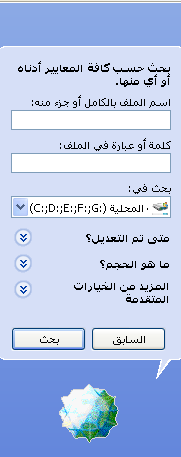 بحث حسب كافة المعايير أدناه
أو أي منها.
اسم الملف بالكامل أو جزء منه:
كلمة أو عبارة في الملف:
بحث في:
المحلية (C:;D:;E:;F:;G:)
متى تم التعديل؟
ما هو الحجم؟
المزيد من الخيارات
المتقدمة
السابق
بحث